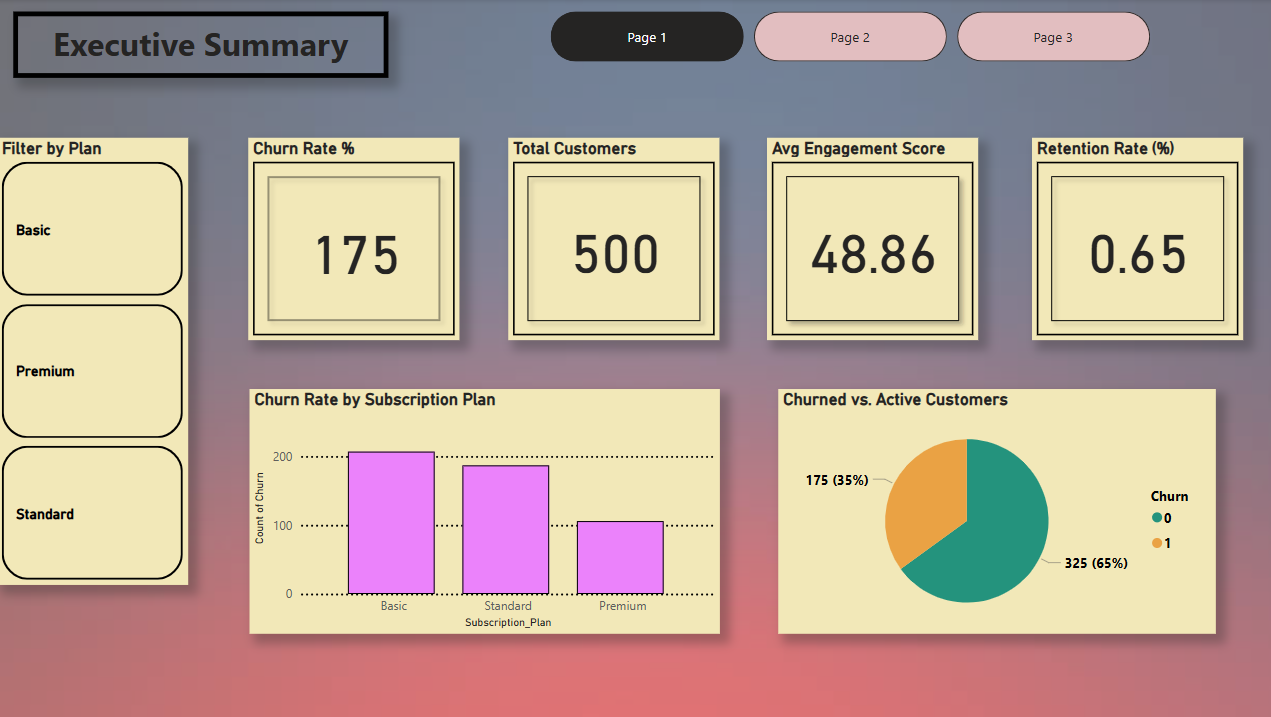 Executive Summary
Page 1
Page 2
Page 3
Filter by Plan
Basic
Premium
Standard
Churn Rate %
175
Total Customers
500
Avg Engagement Score
48.86
Retention Rate (%)
0.65
Churn Rate by Subscription Plan
Count of Churn
200
100
0
Basic
Standard
Premium
Subscription_Plan
Churned vs. Active Customers
175 (35%)
325 (65%)
Churn
0
1